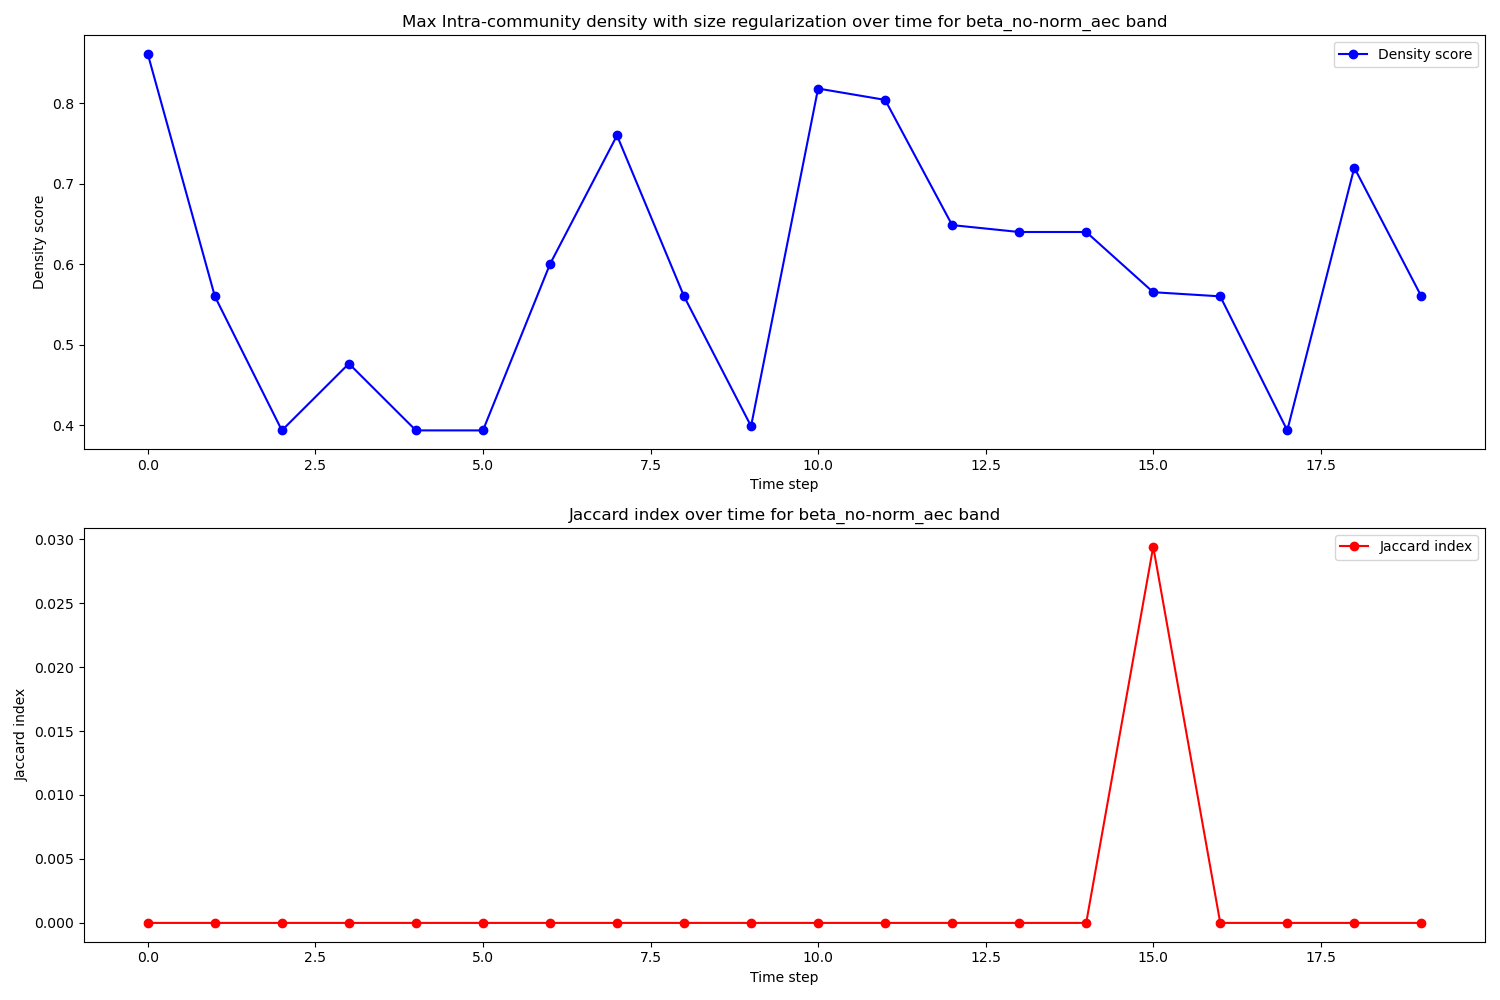 Max Intra-community density with size regularization over time for beta_no-norm_aec band
Density score
0.8
0.7
0.6
0.5
0.4
Density score
0.0 2.5 5.0 7.5 10.0 12.5 15.0 17.5
Time step
Jaccard index over time for beta_no-norm_aec band
Jaccard index
0.030
0.025
0.020
0.015
0.010
0.005
0.000
Jaccard index
0.0 2.5 5.0 7.5 10.0 12.5 15.0 17.5
Time step